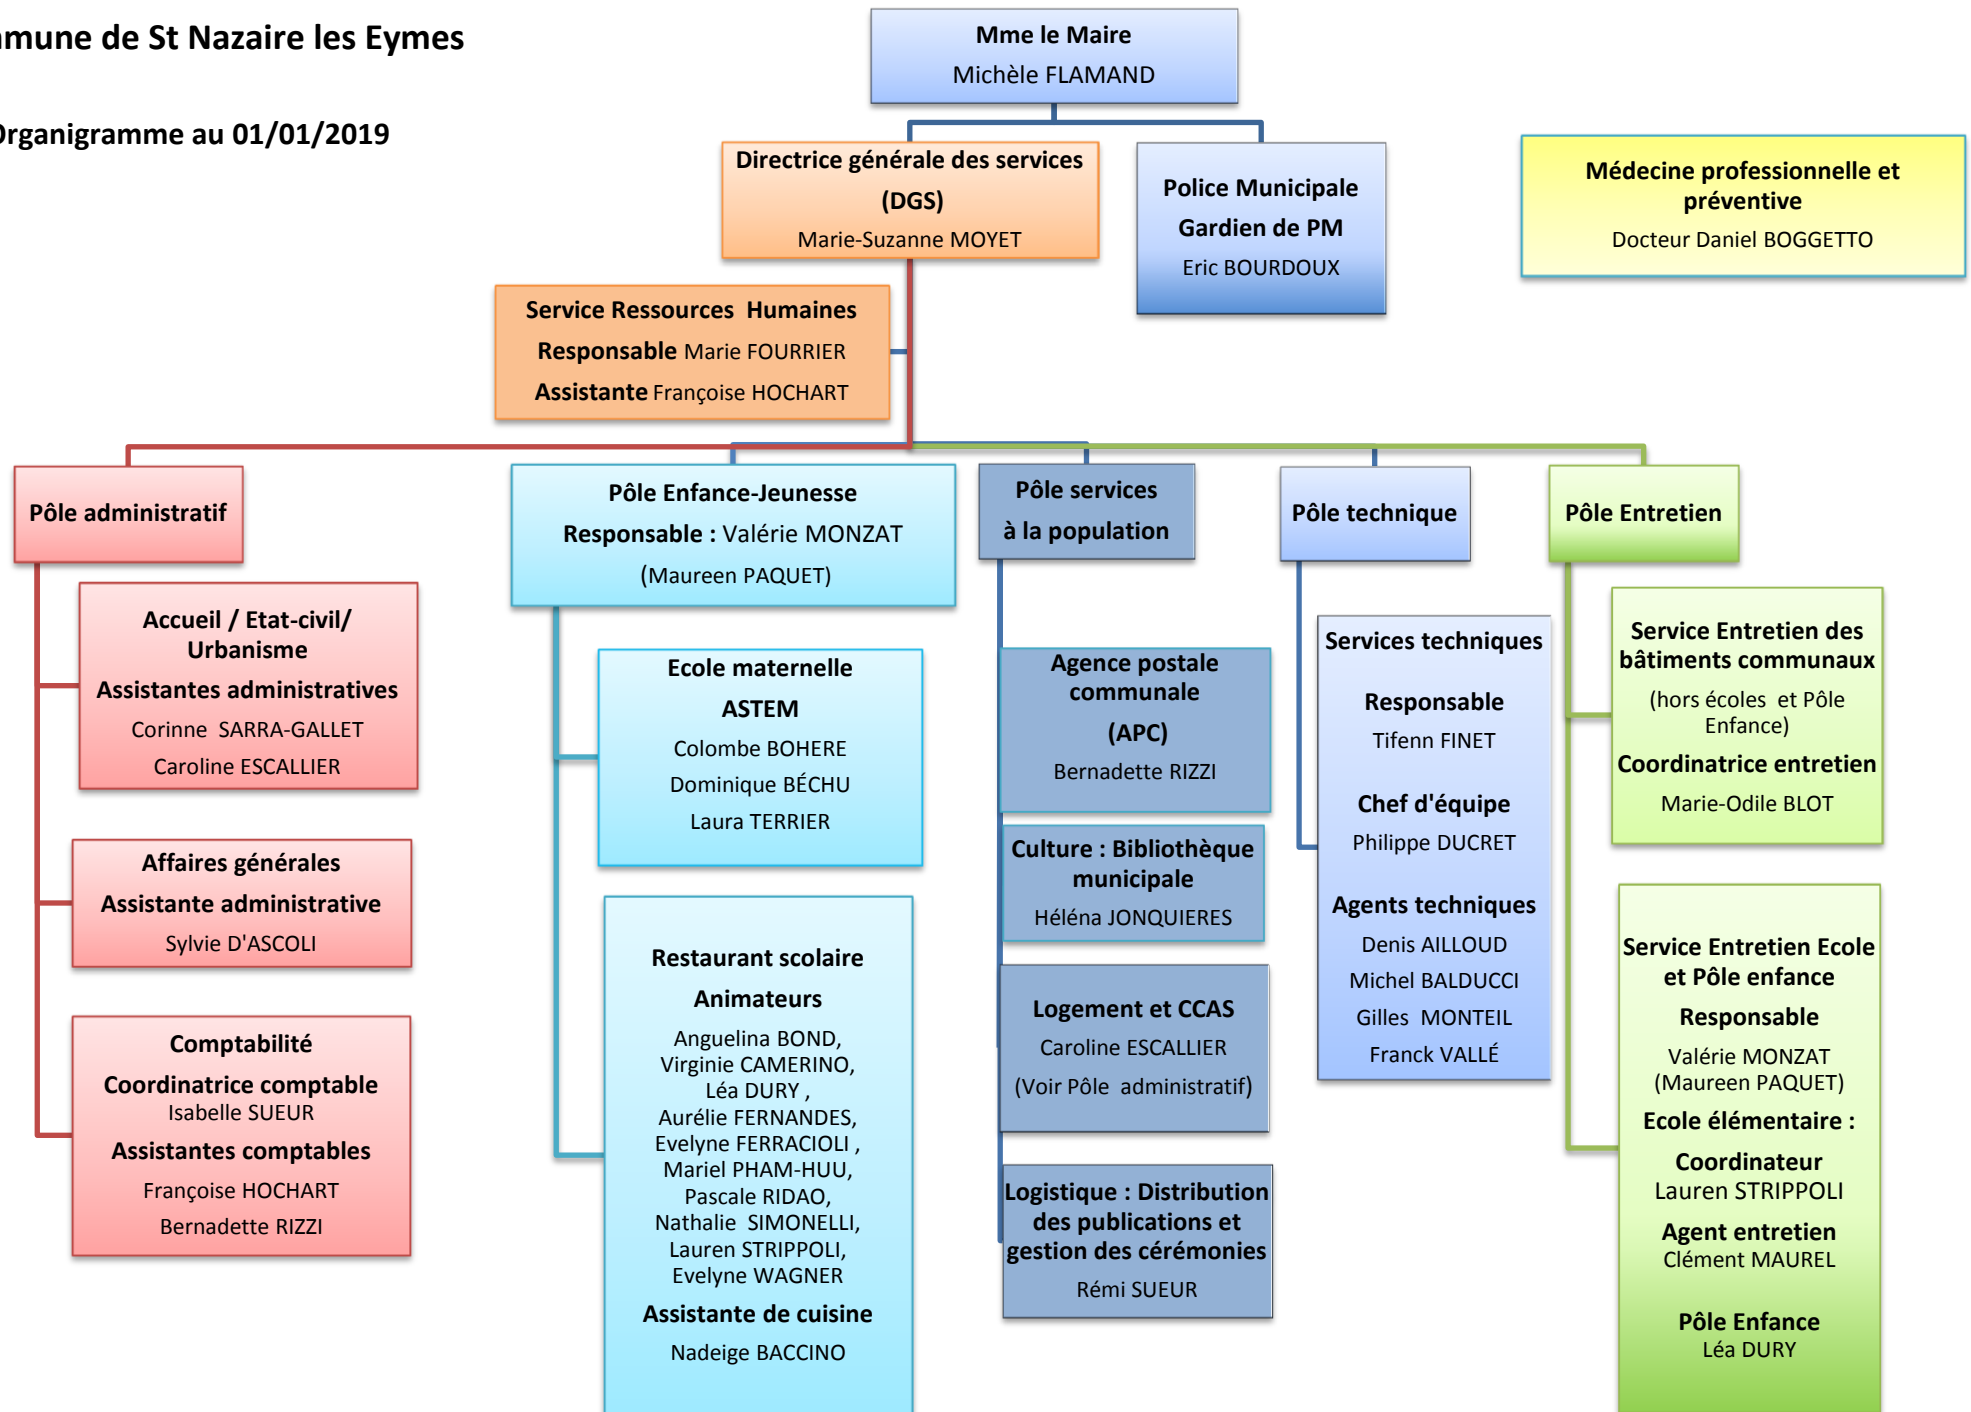 mmune de St Nazaire les Eymes
Organigramme au 01/01/2019
Mme le Maire
Michèle FLAMAND
Directrice générale des services
(DGS)
Marie-Suzanne MOYET
Police Municipale
Gardien de PM
Eric BOURDOUX
Médecine professionnelle et
préventive
Docteur Daniel BOGGETTO
Service Ressources  Humaines
Responsable Marie FOURRIER
Assistante Françoise HOCHART
Pôle administratif
Accueil / Etat-civil/
Urbanisme
Assistantes administratives
Corinne  SARRA-GALLET
Caroline ESCALLIER
Affaires générales
Assistante administrative
Sylvie D'ASCOLI
Comptabilité
Coordinatrice comptable
Isabelle SUEUR
Assistantes comptables
Françoise HOCHART
Bernadette RIZZI
Pôle Enfance-Jeunesse
Responsable : Valérie MONZAT
(Maureen PAQUET)
Ecole maternelle
ASTEM
Colombe BOHERE
Dominique BÉCHU
Laura TERRIER
Restaurant scolaire
Animateurs
Anguelina BOND,
Virginie CAMERINO,
Léa DURY ,
Aurélie FERNANDES,
Evelyne FERRACIOLI ,
Mariel PHAM-HUU,
Pascale RIDAO,
Nathalie  SIMONELLI,
Lauren STRIPPOLI,
Evelyne WAGNER
Assistante de cuisine
Nadeige BACCINO
Pôle services
à la population
Agence postale
communale
(APC)
Bernadette RIZZI
Culture : Bibliothèque
municipale
Héléna JONQUIERES
Logement et CCAS
Caroline ESCALLIER
(Voir Pôle  administratif)
Logistique : Distribution
des publications et
gestion des cérémonies
Rémi SUEUR
Pôle technique
Services techniques
Responsable
Tifenn FINET
Chef d'équipe
Philippe DUCRET
Agents techniques
Denis AILLOUD
Michel BALDUCCI
Gilles  MONTEIL
Franck VALLÉ
Pôle Entretien
Service Entretien des
bâtiments communaux
(hors écoles  et Pôle
Enfance)
Coordinatrice entretien
Marie-Odile BLOT
Service Entretien Ecole
et Pôle enfance
Responsable
Valérie MONZAT
(Maureen PAQUET)
Ecole élémentaire :
Coordinateur
Lauren STRIPPOLI
Agent entretien
Clément MAUREL
Pôle Enfance
Léa DURY